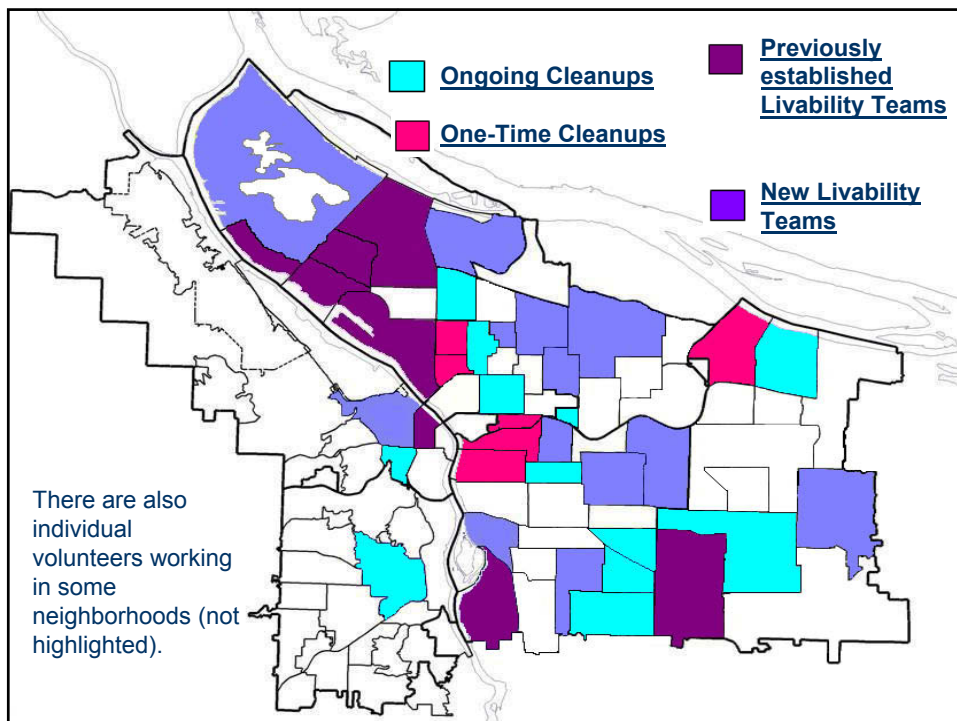 Ongoing Cleanups
One-Time Cleanups
Previously
established
Livability Teams
New Livability
Teams
There are also
individual
volunteers working
in some
neighborhoods (not
highlighted).